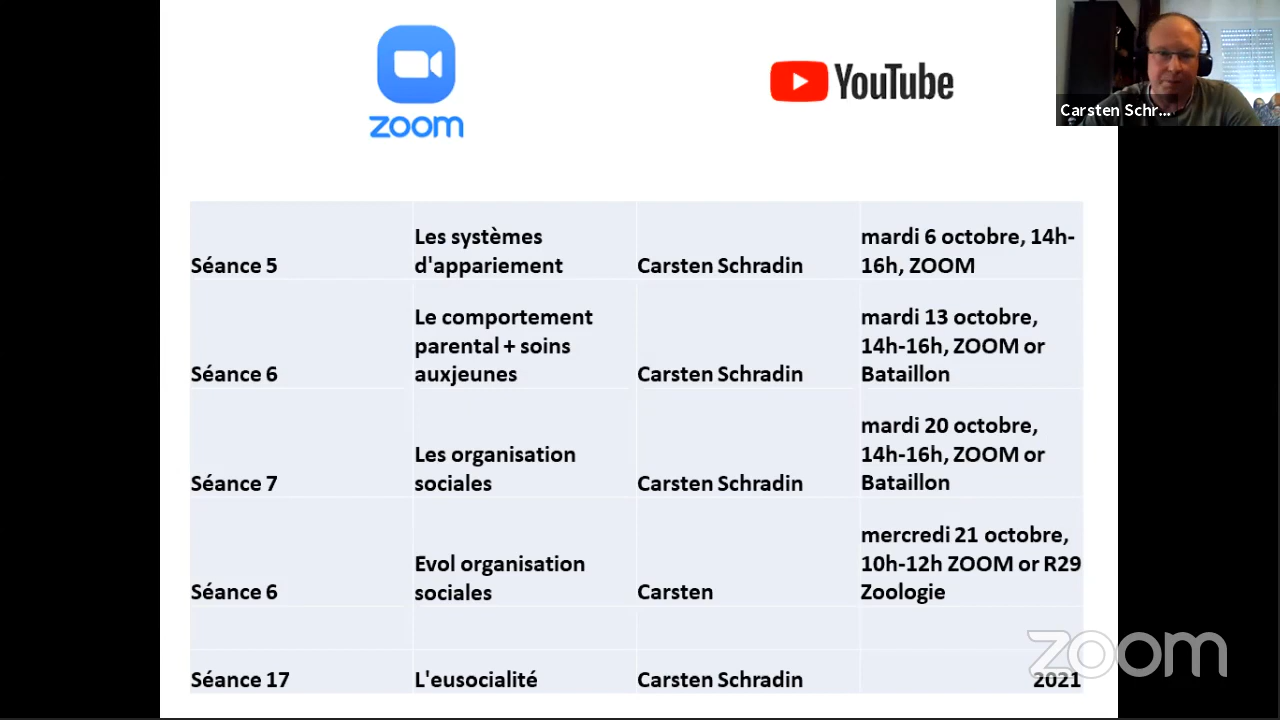 zoom
YouTube
Carsten Schr...
Séance 5
Les systèmes
d'appariement
Carsten Schradin
mardi 6 octobre, 14h-
16h, ZOOM
Séance 6
Le comportement
parental + soins
auxjeunes
Carsten Schradin
mardi 13 octobre,
14h-16h, ZOOM or
Bataillon
Séance 7
Les organisation
sociales
Carsten Schradin
mardi 20 octobre,
14h-16h, ZOOM or
Bataillon
Séance 6
Evol organisation
sociales
Carsten
mercredi 21 octobre,
10h-12h ZOOM or R29
Zoologie
Séance 17
L'eusocialité
Carsten Schradin
2021
zoom